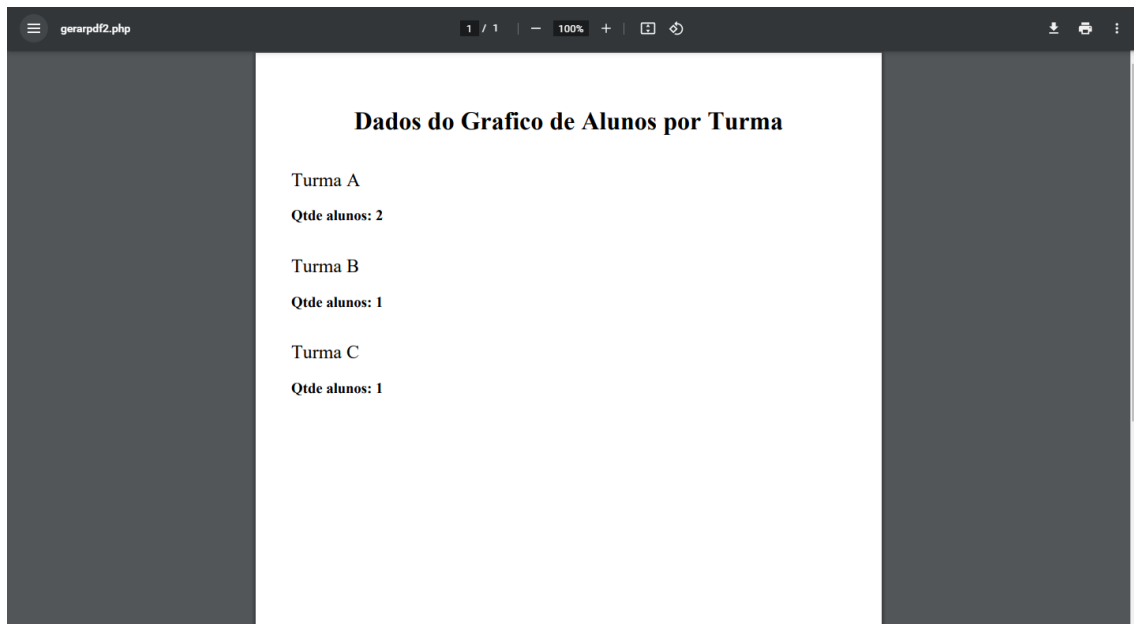 gerarpdf2.php
1 / 1
100%
Dados do Grafico de Alunos por Turma
Turma A
Qtde alunos: 2
Turma B
Qtde alunos: 1
Turma C
Qtde alunos: 1